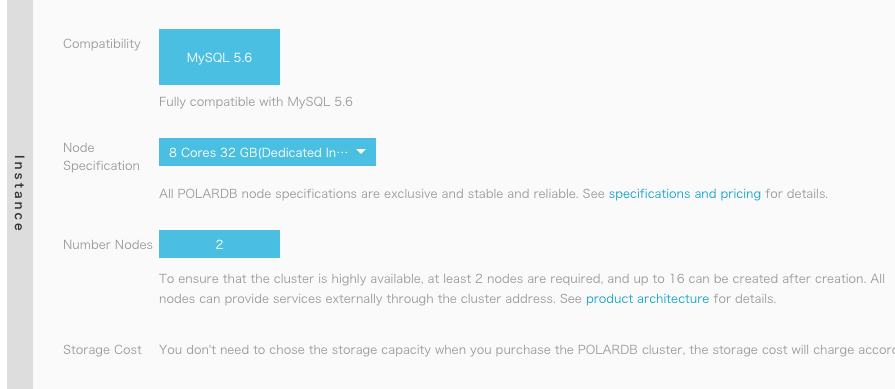 Compatibility
MySQL 5.6
Fully compatible with MySQL 5.6
Node
Specification
8 Cores 32 GB(Dedicated In···
All POLARDB node specifications are exclusive and stable and reliable. See specifications and pricing for details.
Instance
Number Nodes
2
To ensure that the cluster is highly available, at least 2 nodes are required, and up to 16 can be created after creation. All
nodes can provide services externally through the cluster address. See product architecture for details.
Storage Cost
You don't need to chose the storage capacity when you purchase the POLARDB cluster, the storage cost will charge accor